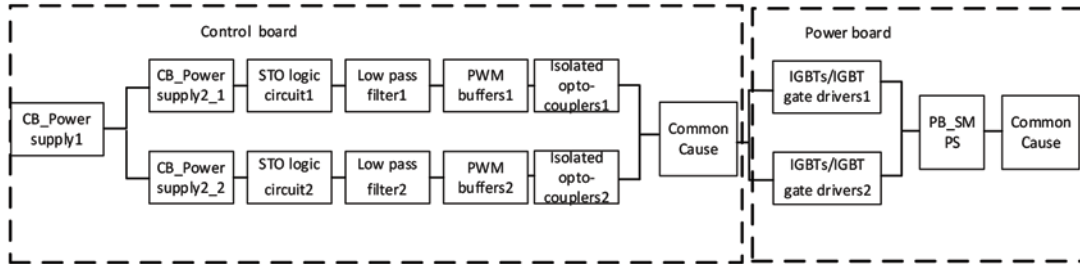 Control board
Power board
CB_Power
supply1
CB_Power
supply2_1
STO logic
circuit1
Low pass
filter1
PWM
buffers1
Isolated
opto-
couplers1
CB_Power
supply2_2
STO logic
circuit2
Low pass
filter2
PWM
buffers2
Isolated
opto-
couplers2
Common
Cause
IGBTs/IGBT
gate drivers1
IGBTs/IGBT
gate drivers2
PB_SM
PS
Common
Cause